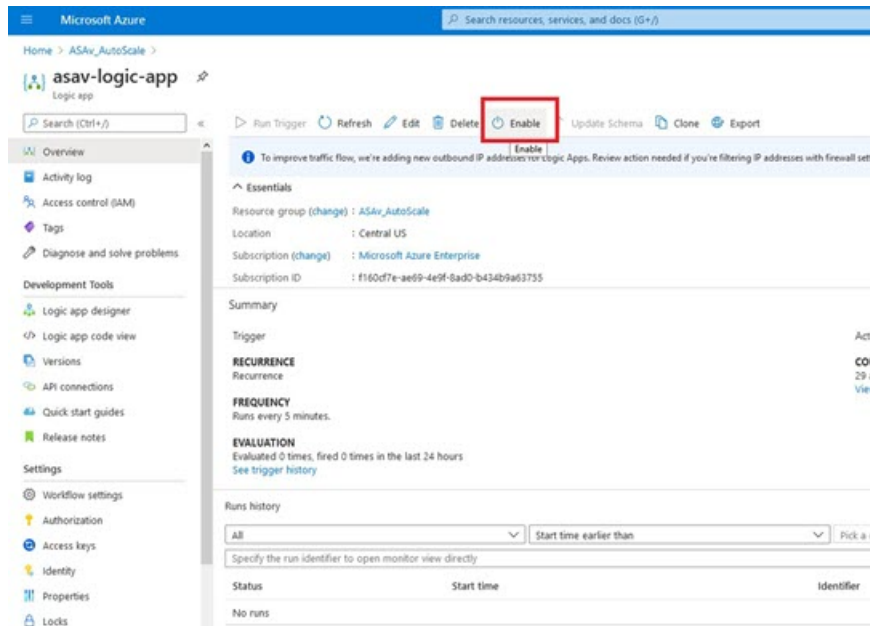 Microsoft Azure
Search resources, services, and docs (G+/)
Home > ASAv_AutoScale >
asav-logic-app
Logic app
Search (Ctrl+/)
«
Run Trigger Refresh Edit Delete Enable Update Schema Clone Export
Enable
To improve traffic flow, we're adding new outbound IP addresses for Logic Apps. Review action needed if you're filtering IP addresses with firewall
Overview
Activity log
Access control (IAM)
Tags
Diagnose and solve problems
Development Tools
Logic app designer
</> Logic app code view
Versions
API connections
Quick start guides
Release notes
Settings
Workflow settings
Authorization
Access keys
Identity
Properties
Locks
Essentials
Resource group (change) : ASAv_AutoScale
Location : Central US
Subscription (change) : Microsoft Azure Enterprise
Subscription ID : f160cf7e-ae69-4e9f-8ad0-b434b9a63755
Summary
Trigger
RECURRENCE
Recurrence
FREQUENCY
Runs every 5 minutes.
EVALUATION
Evaluated 0 times, fired 0 times in the last 24 hours
See trigger history
Act
CO
29
Vie
Runs history
All Start time earlier than Pick a
Specify the run identifier to open monitor view directly
Status Start time Identifier
No runs